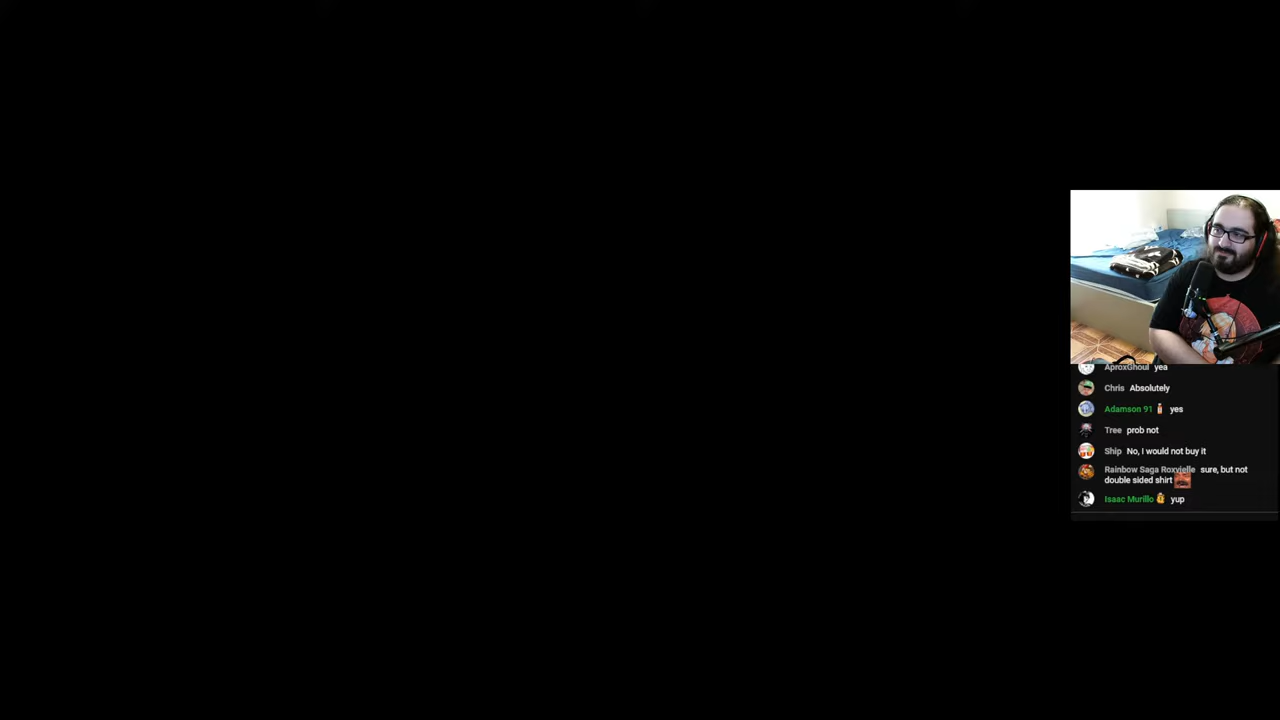 AproxGhoul yea
Chris Absolutely
Adamson 91 yes
Tree prob not
Ship No, I would not buy it
Rainbow Saga Roxyielle sure, but not
double sided shirt
Isaac Murillo yup